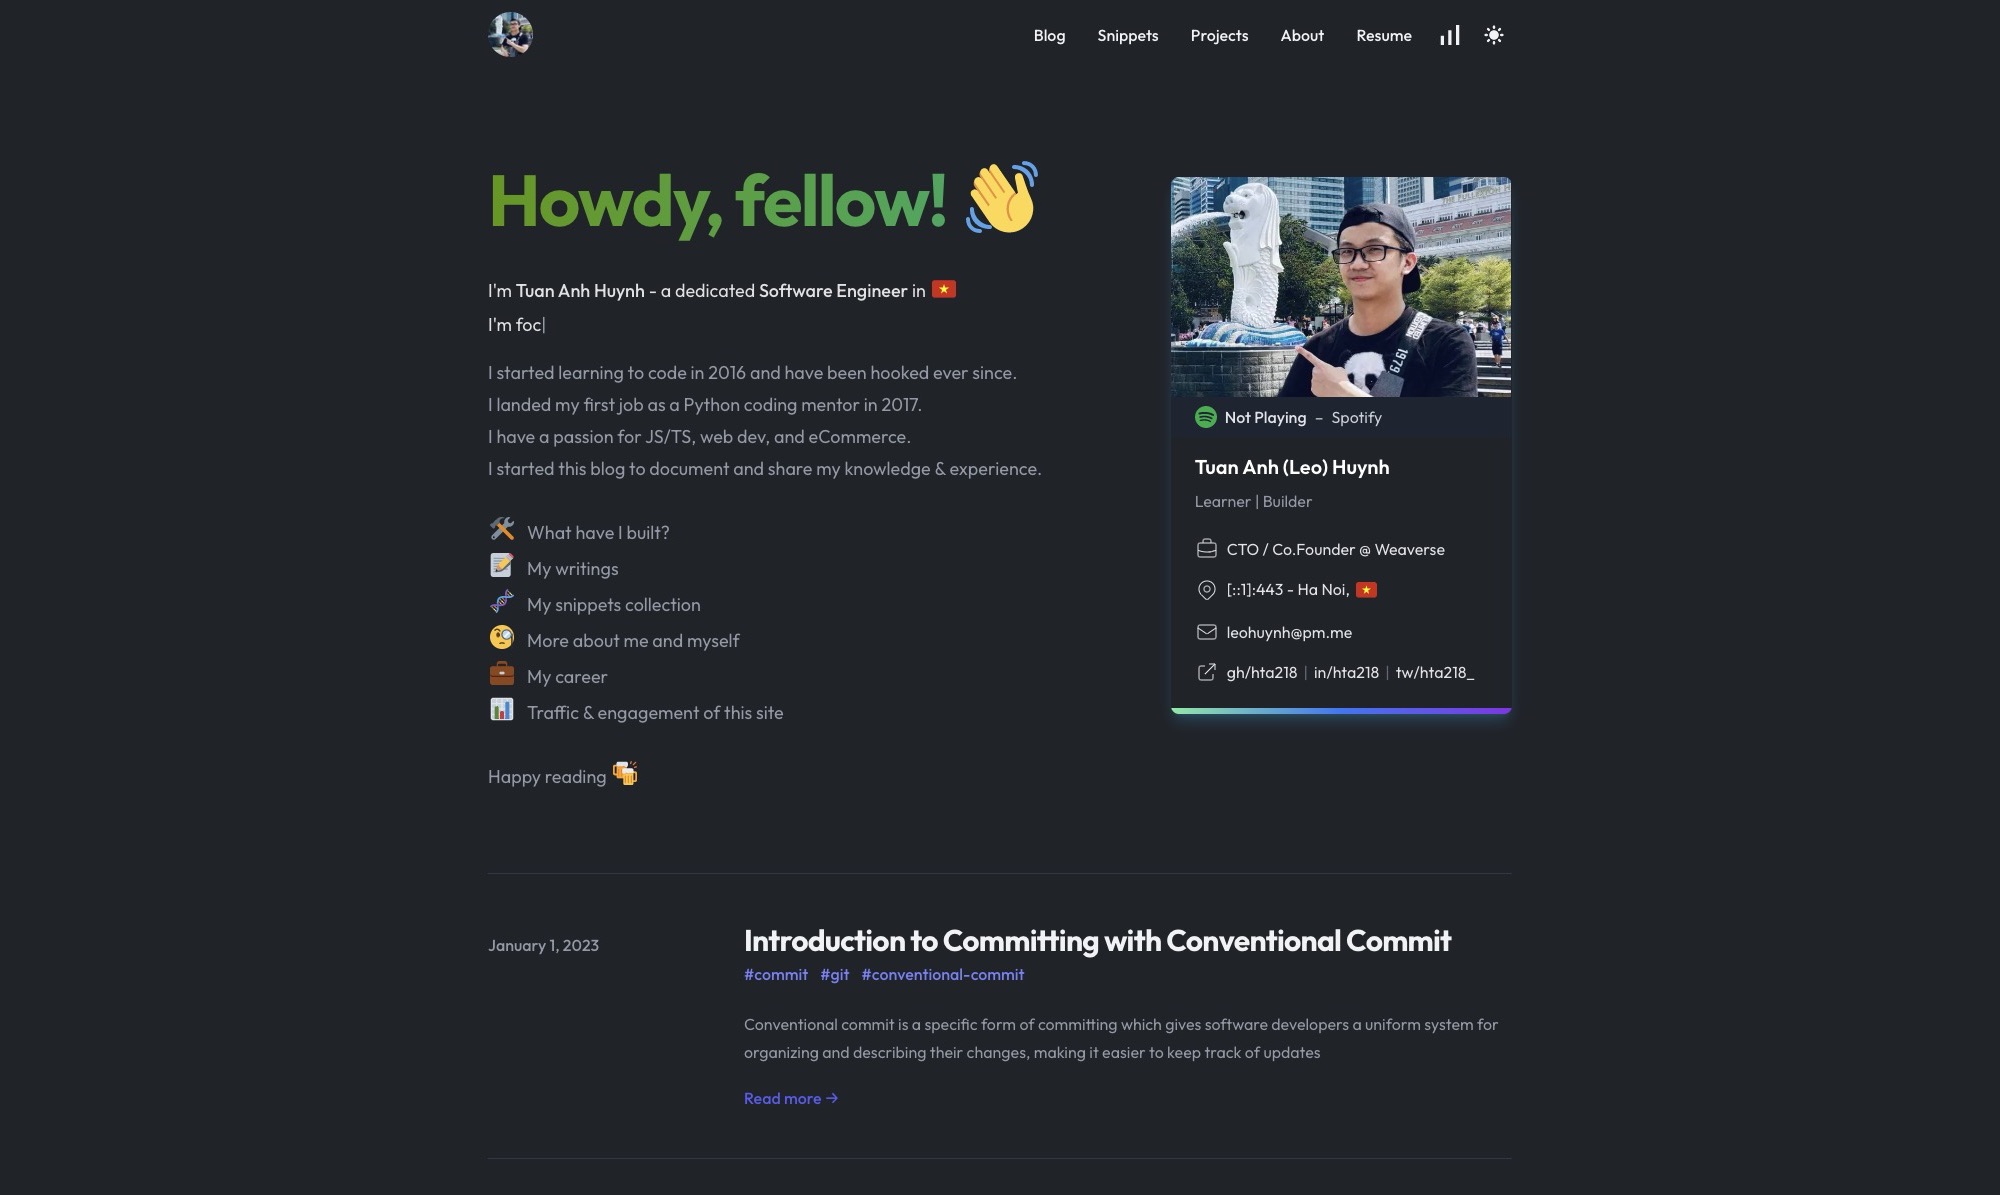 Blog Snippets Projects About Resume
Howdy, fellow!
I'm Tuan Anh Huynh - a dedicated Software Engineer in
I'm foc
I started learning to code in 2016 and have been hooked ever since.
I landed my first job as a Python coding mentor in 2017.
I have a passion for JS/TS, web dev, and eCommerce.
I started this blog to document and share my knowledge & experience.
What have I built?
My writings
My snippets collection
More about me and myself
My career
Traffic & engagement of this site
Happy reading
1979
Not Playing – Spotify
Tuan Anh (Leo) Huynh
Learner | Builder
CTO / Co.Founder @ Weaverse
[::1]:443 - Ha Noi,
leohuynh@pm.me
gh/hta218 | in/hta218 | tw/hta218_
January 1, 2023
Introduction to Committing with Conventional Commit
#commit #git #conventional-commit
Conventional commit is a specific form of committing which gives software developers a uniform system for
organizing and describing their changes, making it easier to keep track of updates
Read more →